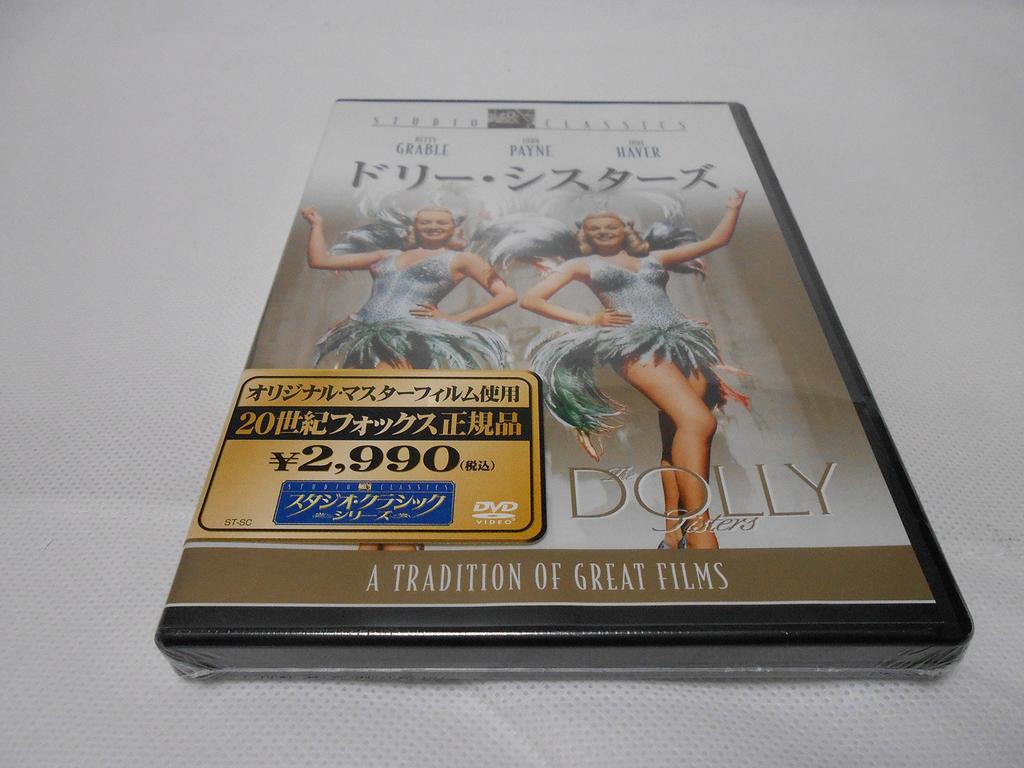 STUDIO CLASSICS
BETTY GRABLE
JOHN PAYNE
JUNE HAVER
ドリー・シスターズ
オリジナル・マスターフィルム使用
20世紀フォックス正規品
¥2,990(税込)
STUDIO CLASSICS
スタジオ・クラシック
シリーズ
ST-SC
DVD
VIDEO
The
DOLLY
Sisters
A TRADITION OF GREAT FILMS